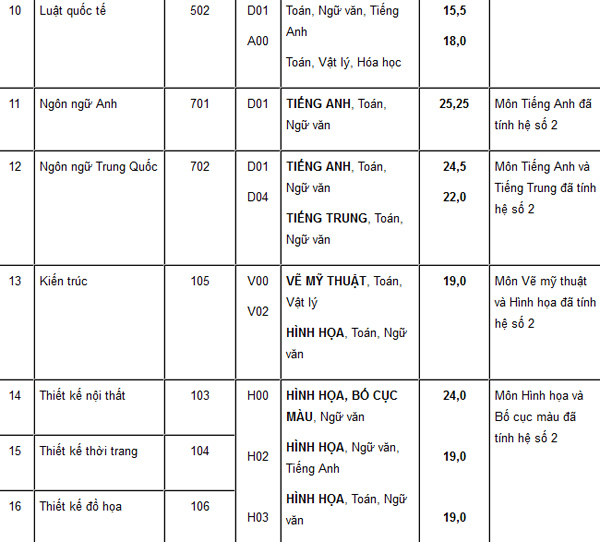 10 Luật quốc tế 502 D01 Toán, Ngữ văn, Tiếng 15,5
Anh
A00 18,0
Toán, Vật lý, Hóa học
11 Ngôn ngữ Anh 701 D01 TIẾNG ANH, Toán, 25,25 Môn Tiếng Anh đã
Ngữ văn tính hệ số 2
12 Ngôn ngữ Trung Quốc 702 D01 TIẾNG ANH, Toán, 24,5 Môn Tiếng Anh và
Ngữ văn Tiếng Trung đã tính
D04 22,0 hệ số 2
TIẾNG TRUNG, Toán,
Ngữ văn
13 Kiến trúc 105 V00 VẼ MỸ THUẬT, Toán, 19,0 Môn Vẽ mỹ thuật
Vật lý và Hình họa đã tính
V02 hệ số 2
HÌNH HỌA, Toán, Ngữ
văn
14 Thiết kế nội thất 103 H00 HÌNH HỌA, BỐ CỤC 24,0 Môn Hình họa và
MÀU, Ngữ văn Bố cục màu đã
tính hệ số 2
15 Thiết kế thời trang 104 H02 HÌNH HỌA, Ngữ văn, 19,0
Tiếng Anh
16 Thiết kế đồ họa 106 H03 HÌNH HỌA, Toán, Ngữ 19,0
văn